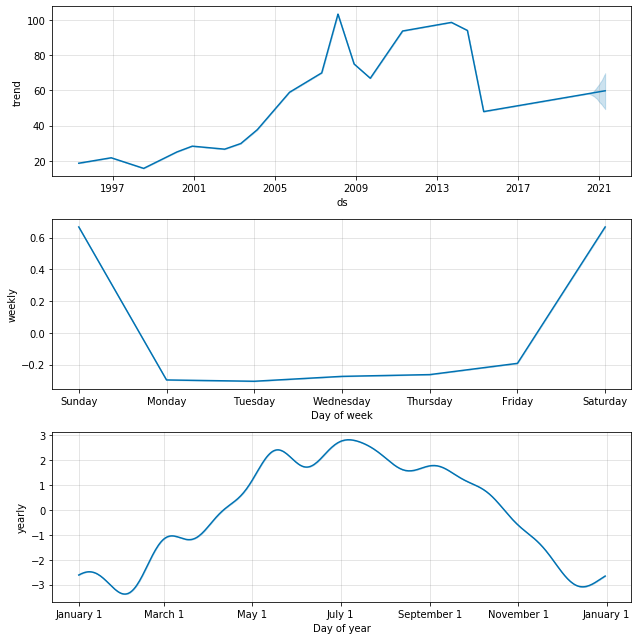 100
80
60
40
20
trend
1997 2001 2005 2009 2013 2017 2021
ds
0.6
0.4
0.2
0.0
−0.2
weekly
Sunday Monday Tuesday Wednesday Thursday Friday Saturday
Day of week
3
2
1
0
−1
−2
−3
yearly
January 1 March 1 May 1 July 1 September 1 November 1 January 1
Day of year